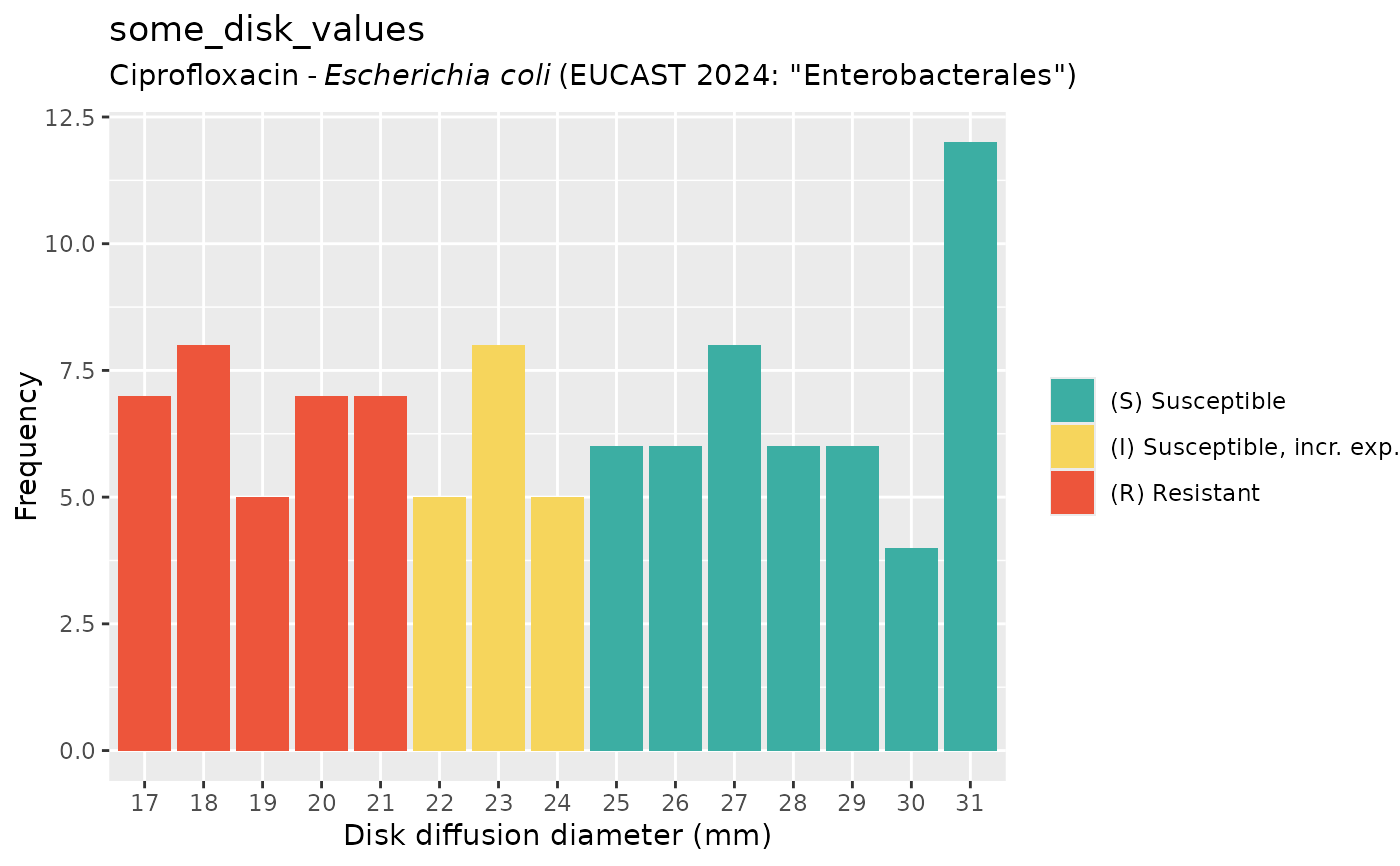 some_disk_values
Ciprofloxacin - Escherichia coli (EUCAST 2024: "Enterobacterales")
Frequency
12.5
10.0
7.5
5.0
2.5
0.0
17 18 19 20 21 22 23 24 25 26 27 28 29 30 31
Disk diffusion diameter (mm)
(S) Susceptible
(I) Susceptible, incr. exp.
(R) Resistant